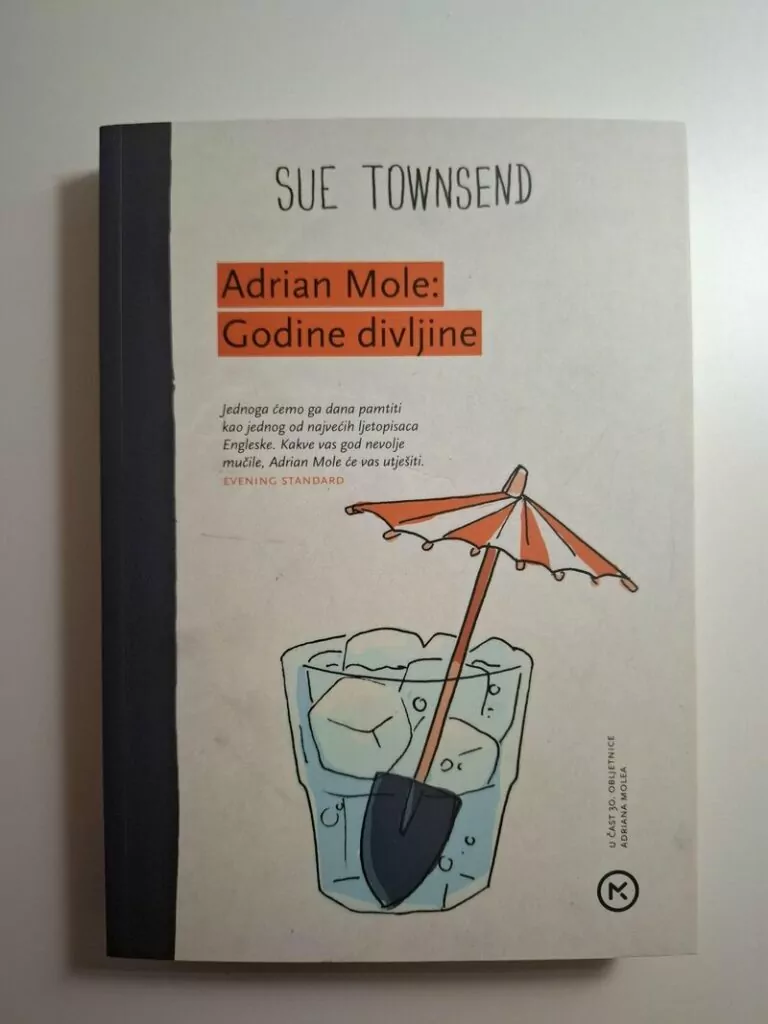 SUE TOWNSEND
Adrian Mole:
Godine divljine
Jednoga ćemo ga dana pamtiti
kao jednog od najvećih ljetopisaca
Engleske. Kakve vas god nevolje
mučile, Adrian Mole će vas utješiti.
EVENING STANDARD
U ČAST 30. OBLJETNICE
ADRIANA MOLEA